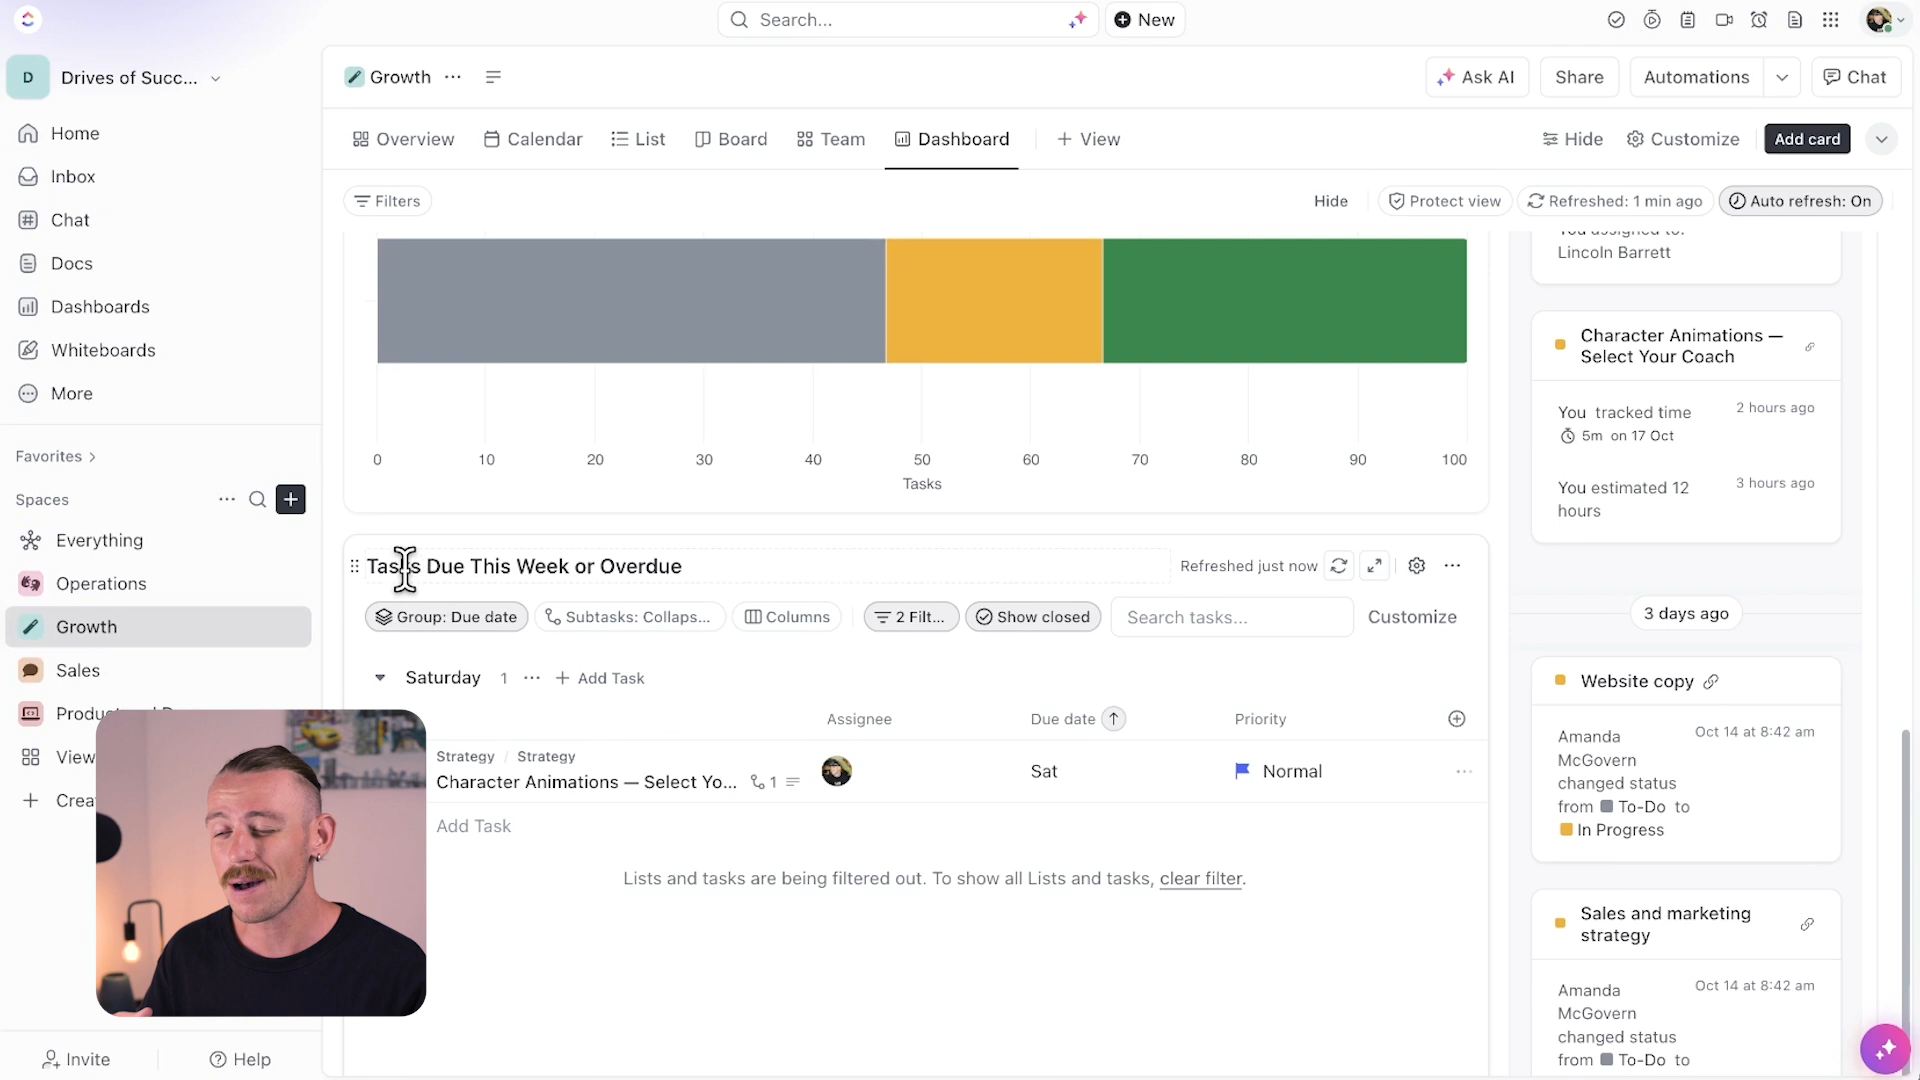 Search...
New
D
Drives of Succ...
Growth
Ask AI
Share
Automations
Chat
Home
Inbox
Chat
Docs
Dashboards
Whiteboards
More
Favorites
Spaces
Everything
Operations
Growth
Sales
View
Invite
Help
Overview
Calendar
List
Board
Team
Dashboard
View
Hide
Customize
Add card
Filters
Hide
Protect view
Refreshed: 1 min ago
Auto refresh: On
0 10 20 30 40 50 60 70 80 90 100
Tasks
Tasks Due This Week or Overdue
Refreshed just now
Group: Due date
Subtasks: Collaps...
Columns
2 Filt...
Show closed
Search tasks...
Customize
Saturday 1
Add Task
Assignee Due date Priority
Strategy / Strategy
Character Animations — Select Yo... 1
Sat
Normal
Add Task
Lists and tasks are being filtered out. To show all Lists and tasks, clear filter.
You assigned to:
Lincoln Barrett
Character Animations —
Select Your Coach
You tracked time 2 hours ago
5m on 17 Oct
You estimated 12 3 hours ago
hours
3 days ago
Website copy
Amanda Oct 14 at 8:42 am
McGovern
changed status
from To-Do to
In Progress
Sales and marketing
strategy
Amanda Oct 14 at 8:42 am
McGovern
changed status
from To-Do to